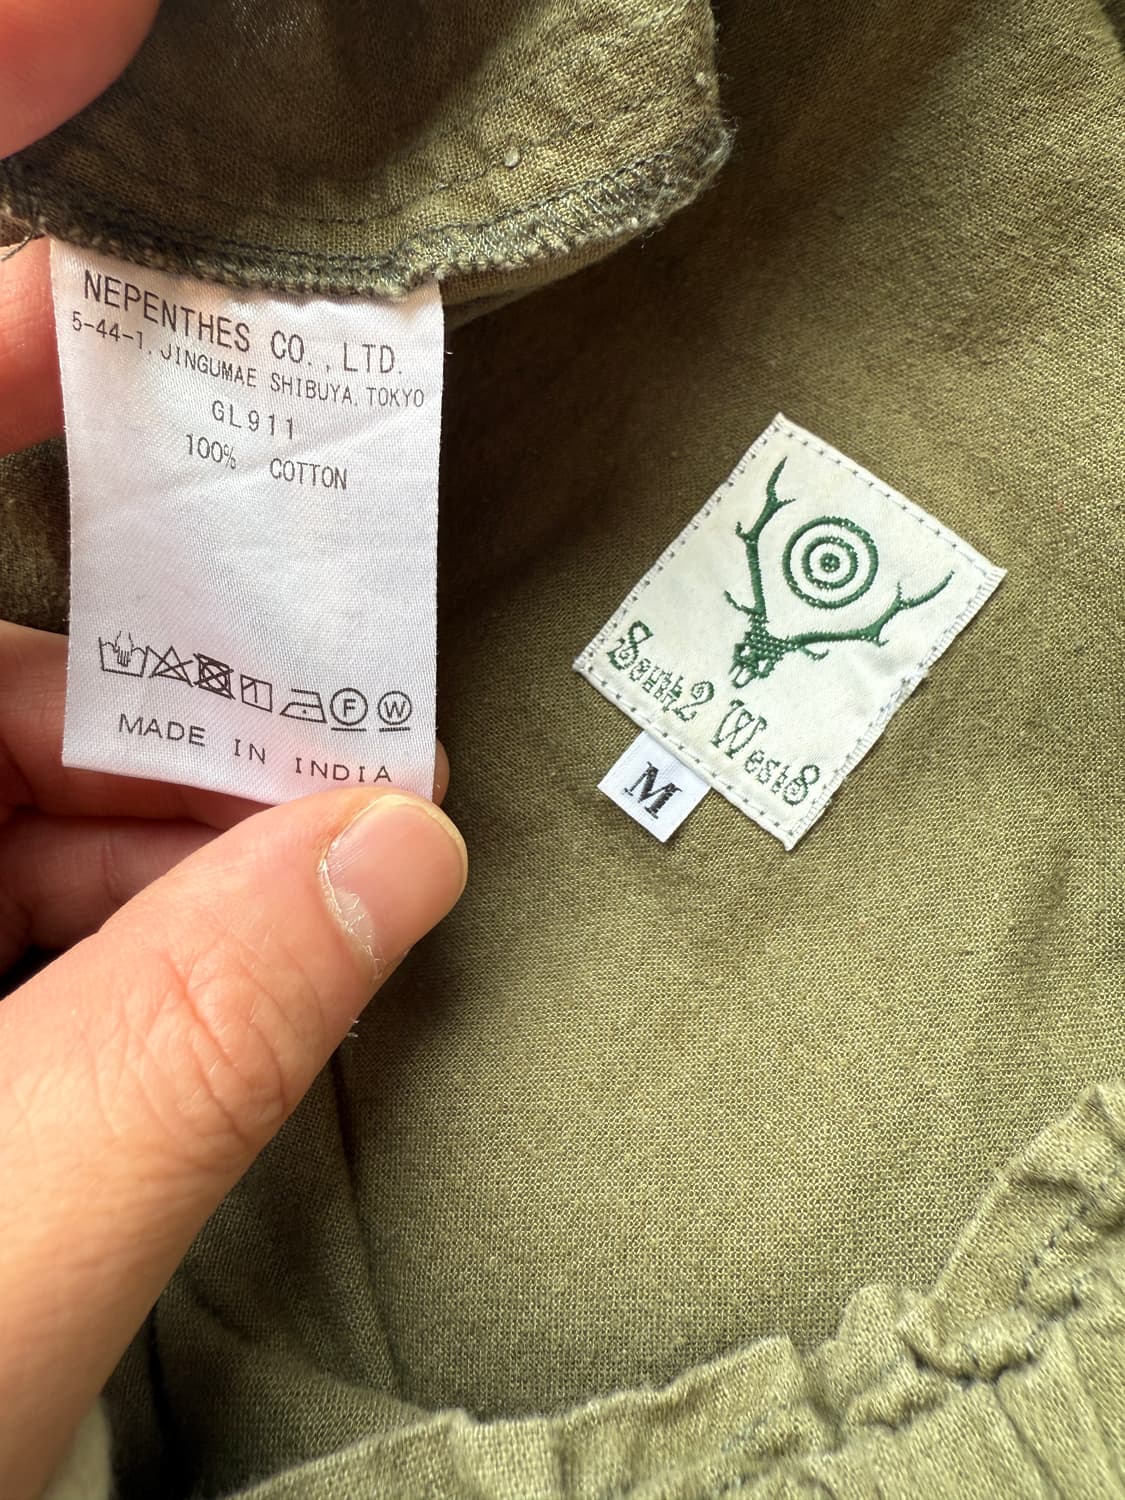 NEPENTHES CO., LTD.
5-44-1, JINGUMAE SHIBUYA, TOKYO
GL911
100% COTTON
F W
MADE IN INDIA
South2 West8
M